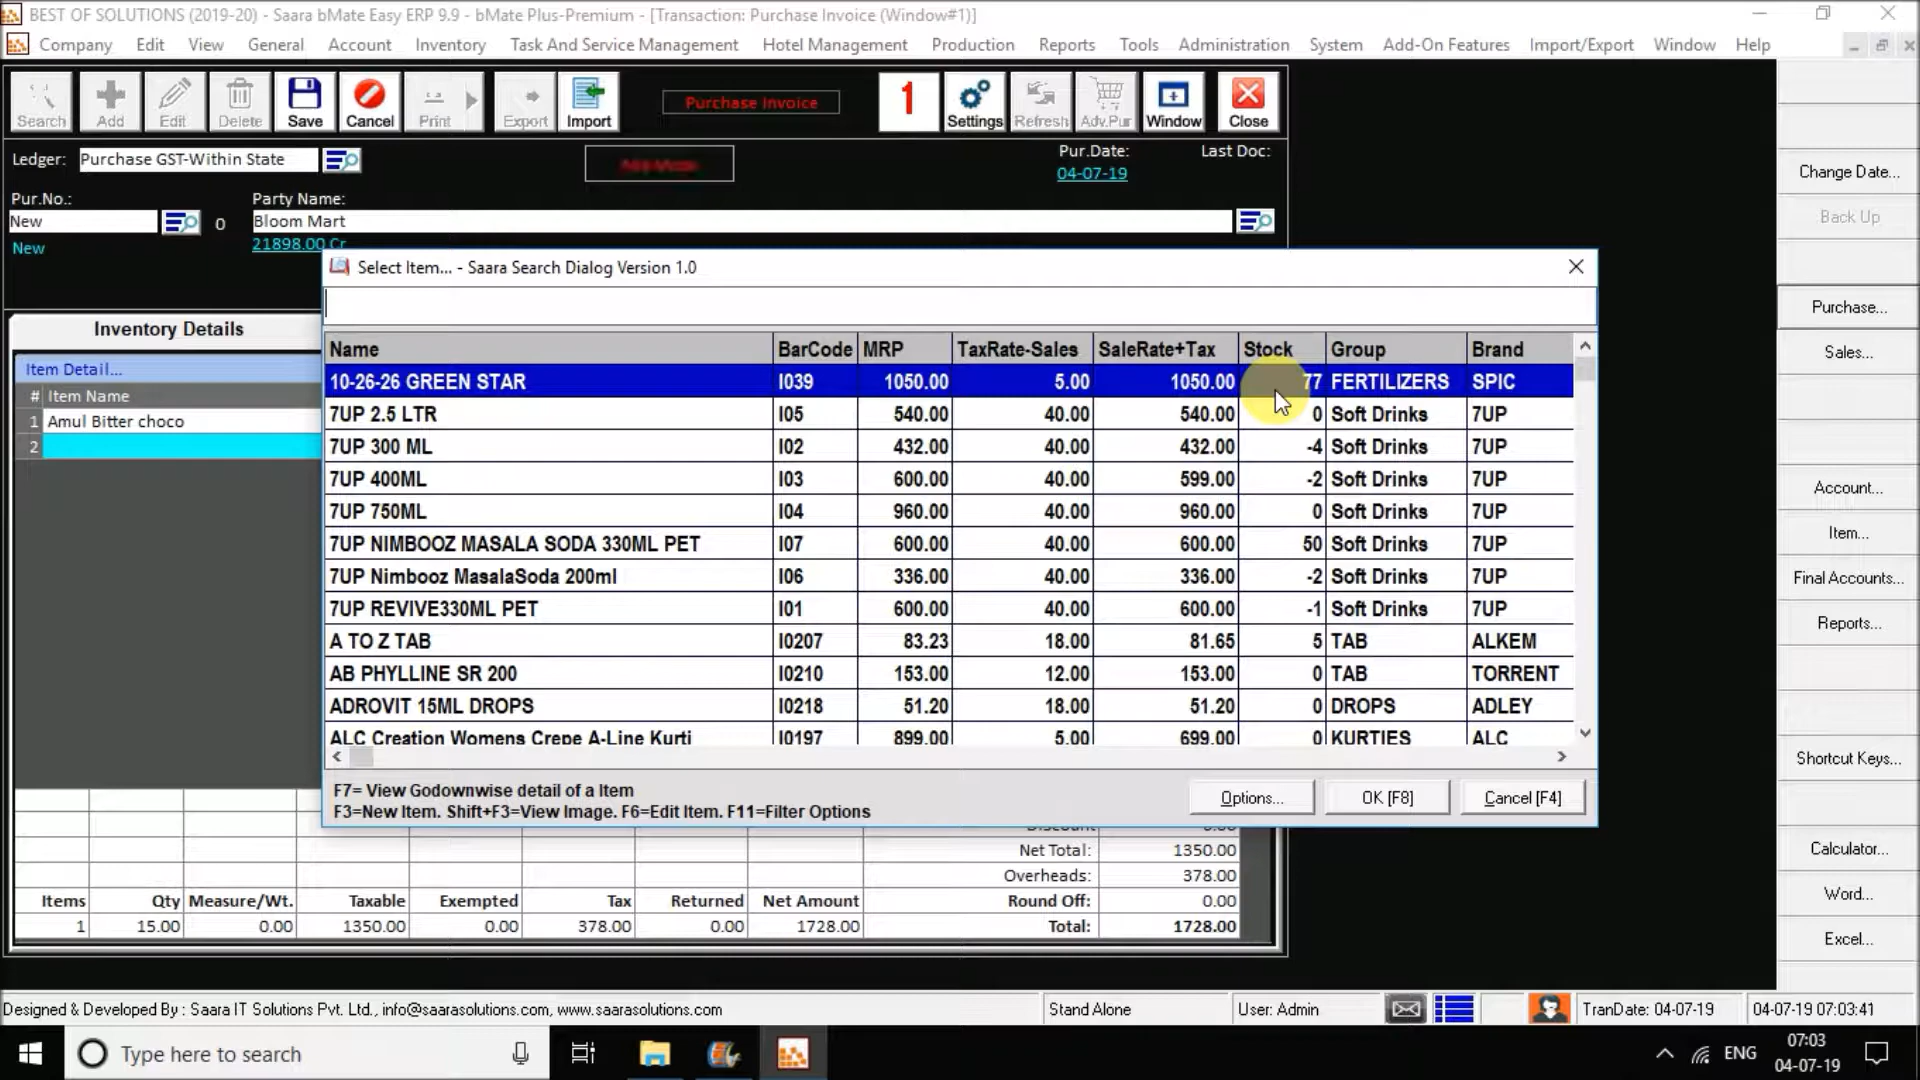 BEST OF SOLUTIONS (2019-20) - Saara bMate Easy ERP 9.9 - bMate Plus-Premium - [Transaction: Purchase Invoice (Window#1)]
Company Edit View General Account Inventory Task And Service Management Hotel Management Production Reports Tools Administration System Add-On Features Import/Export Window Help
Search Add Edit Delete Save Cancel Print Export Import Purchase Invoice 1 Settings Refresh Adv.Pur Window Close
Ledger: Purchase GST-Within State Add Mode Pur.Date: Last Doc:
04-07-19
Pur.No.: Party Name:
New 0 Bloom Mart
New 21898.00 Cr
Select Item... - Saara Search Dialog Version 1.0
Inventory Details
Item Detail...
# Item Name
1 Amul Bitter choco
2
Name BarCode MRP TaxRate-Sales SaleRate+Tax Stock Group Brand
10-26-26 GREEN STAR I039 1050.00 5.00 1050.00 77 FERTILIZERS SPIC
7UP 2.5 LTR I05 540.00 40.00 540.00 0 Soft Drinks 7UP
7UP 300 ML I02 432.00 40.00 432.00 -4 Soft Drinks 7UP
7UP 400ML I03 600.00 40.00 599.00 -2 Soft Drinks 7UP
7UP 750ML I04 960.00 40.00 960.00 0 Soft Drinks 7UP
7UP NIMBOOZ MASALA SODA 330ML PET I07 600.00 40.00 600.00 50 Soft Drinks 7UP
7UP Nimbooz MasalaSoda 200ml I06 336.00 40.00 336.00 -2 Soft Drinks 7UP
7UP REVIVE330ML PET I01 600.00 40.00 600.00 -1 Soft Drinks 7UP
A TO Z TAB I0207 83.23 18.00 81.65 5 TAB ALKEM
AB PHYLLINE SR 200 I0210 153.00 12.00 153.00 0 TAB TORRENT
ADROVIT 15ML DROPS I0218 51.20 18.00 51.20 0 DROPS ADLEY
ALC Creation Womens Crepe A-Line Kurti I0197 899.00 5.00 699.00 0 KURTIES ALC
F7= View Godownwise detail of a Item
F3=New Item. Shift+F3=View Image. F6=Edit Item. F11=Filter Options
Options... OK [F8] Cancel [F4]
Discount 0.00
Net Total: 1350.00
Overheads: 378.00
Items Qty Measure/Wt. Taxable Exempted Tax Returned Net Amount Round Off: 0.00
1 15.00 0.00 1350.00 0.00 378.00 0.00 1728.00 Total: 1728.00
Change Date...
Back Up
Purchase...
Sales...
Account...
Item...
Final Accounts...
Reports...
Shortcut Keys...
Calculator...
Word...
Excel...
Designed & Developed By : Saara IT Solutions Pvt. Ltd., info@saarasolutions.com, www.saarasolutions.com Stand Alone User: Admin TranDate: 04-07-19 04-07-19 07:03:41
Type here to search ENG 07:03
04-07-19